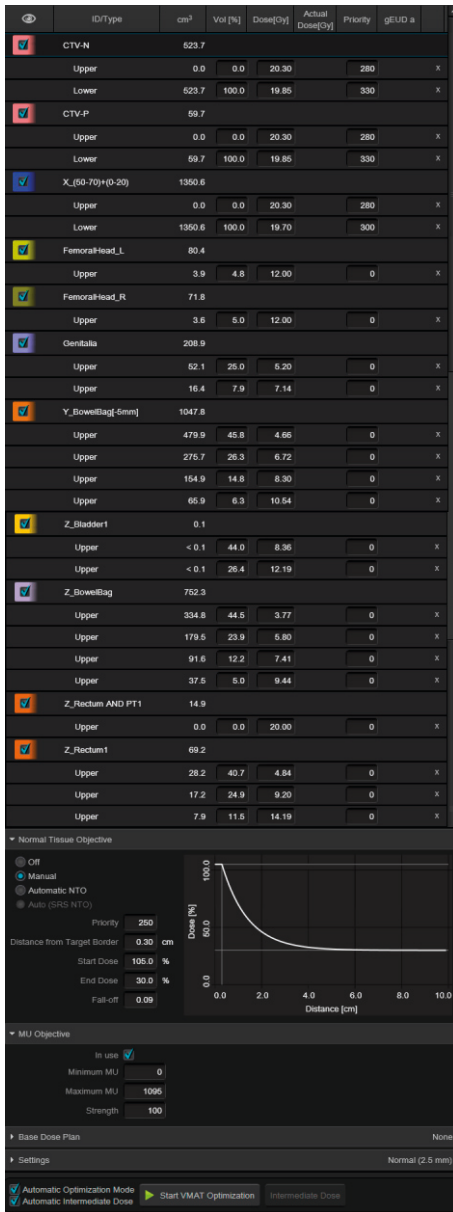 ID/Type cm³ Vol [%] Dose[Gy] Actual Dose[Gy] Priority gEUD a
CTV-N 523.7
Upper 0.0 0.0 20.30 280 x
Lower 523.7 100.0 19.85 330 x
CTV-P 59.7
Upper 0.0 0.0 20.30 280 x
Lower 59.7 100.0 19.85 330 x
X_(50-70)+(0-20) 1350.6
Upper 0.0 0.0 20.30 280 x
Lower 1350.6 100.0 19.70 300 x
FemoralHead_L 80.4
Upper 3.9 4.8 12.00 0 x
FemoralHead_R 71.8
Upper 3.6 5.0 12.00 0 x
Genitalia 208.9
Upper 52.1 25.0 5.20 0 x
Upper 16.4 7.9 7.14 0 x
Y_BowelBag[-5mm] 1047.8
Upper 479.9 45.8 4.66 0 x
Upper 275.7 26.3 6.72 0 x
Upper 154.9 14.8 8.30 0 x
Upper 65.9 6.3 10.54 0 x
Z_Bladder1 0.1
Upper < 0.1 44.0 8.36 0 x
Upper < 0.1 26.4 12.19 0 x
Z_BowelBag 752.3
Upper 334.8 44.5 3.77 0 x
Upper 179.5 23.9 5.80 0 x
Upper 91.6 12.2 7.41 0 x
Upper 37.5 5.0 9.44 0 x
Z_Rectum AND PT1 14.9
Upper 0.0 0.0 20.00 0 x
Z_Rectum1 69.2
Upper 28.2 40.7 4.84 0 x
Upper 17.2 24.9 9.20 0 x
Upper 7.9 11.5 14.19 0 x
Normal Tissue Objective
Off
Manual
Automatic NTO
Auto (SRS NTO)
Priority 250
Distance from Target Border 0.30 cm
Start Dose 105.0 %
End Dose 30.0 %
Fall-off 0.09
Dose [%]
100.0
50.0
0.0
0.0 2.0 4.0 6.0 8.0 10.0
Distance [cm]
MU Objective
In use
Minimum MU 0
Maximum MU 1095
Strength 100
Base Dose Plan None
Settings Normal (2.5 mm)
Automatic Optimization Mode
Automatic Intermediate Dose
Start VMAT Optimization
Intermediate Dose